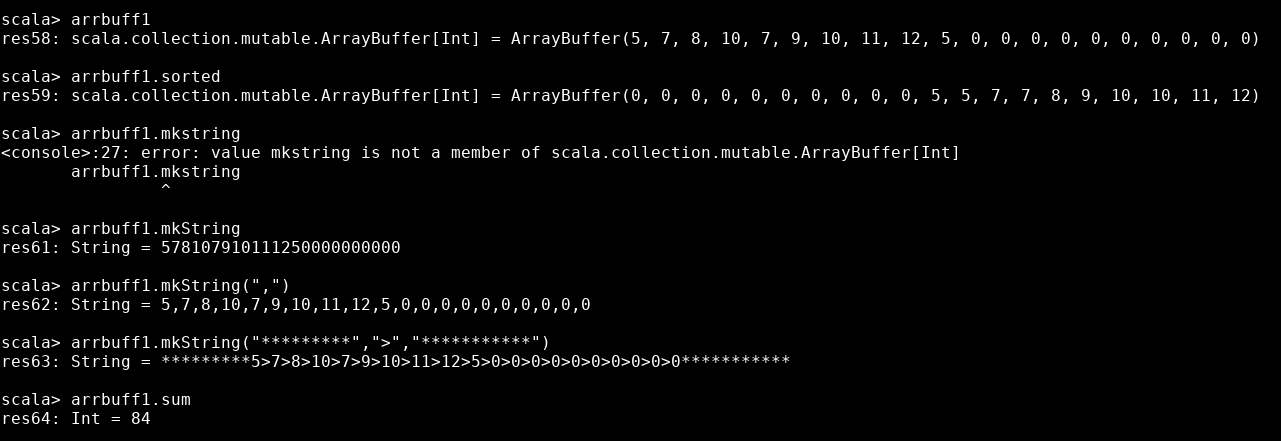 scala> arrbuff1
res58: scala.collection.mutable.ArrayBuffer[Int] = ArrayBuffer(5, 7, 8, 10, 7, 9, 10, 11, 12, 5, 0, 0, 0, 0, 0, 0, 0, 0, 0, 0)
scala> arrbuff1.sorted
res59: scala.collection.mutable.ArrayBuffer[Int] = ArrayBuffer(0, 0, 0, 0, 0, 0, 0, 0, 0, 0, 5, 5, 7, 7, 8, 9, 10, 10, 11, 12)
scala> arrbuff1.mkstring
<console>:27: error: value mkstring is not a member of scala.collection.mutable.ArrayBuffer[Int]
       arrbuff1.mkstring
                ^
scala> arrbuff1.mkString
res61: String = 578107910111250000000000
scala> arrbuff1.mkString(",")
res62: String = 5,7,8,10,7,9,10,11,12,5,0,0,0,0,0,0,0,0,0,0
scala> arrbuff1.mkString("*********",">","***********")
res63: String = *********5>7>8>10>7>9>10>11>12>5>0>0>0>0>0>0>0>0>0>0***********
scala> arrbuff1.sum
res64: Int = 84